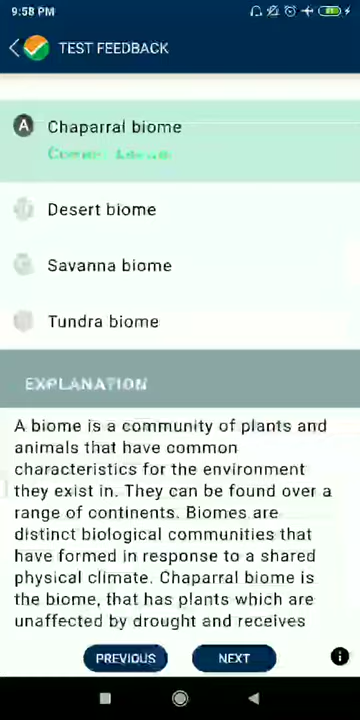 9:58 PM
TEST FEEDBACK
A Chaparral biome
Desert biome
Savanna biome
Tundra biome
EXPLANATION
A biome is a community of plants and
animals that have common
characteristics for the environment
they exist in. They can be found over a
range of continents. Biomes are
distinct biological communities that
have formed in response to a shared
physical climate. Chaparral biome is
the biome, that has plants which are
unaffected by drought and receives
PREVIOUS
NEXT